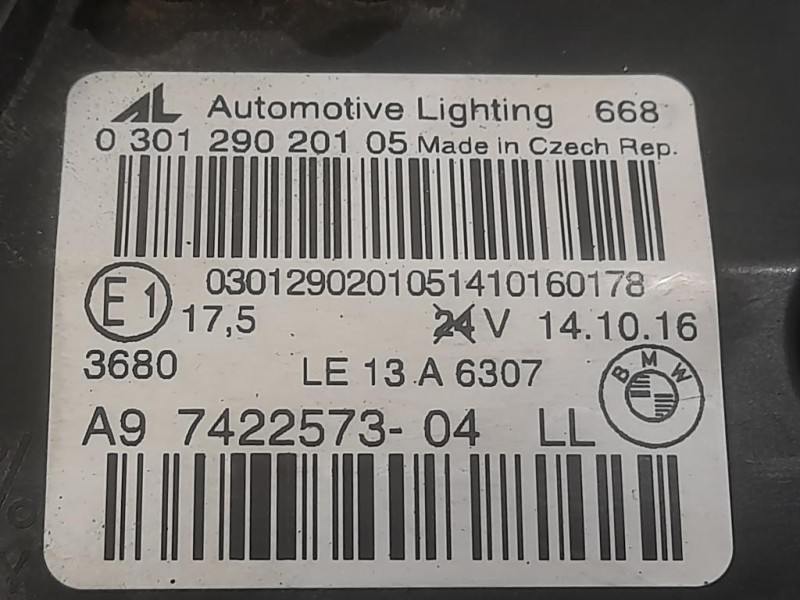 AL Automotive Lighting 668
0 301 290 201 05 Made in Czech Rep.
0301290201051410160178
E1 17,5 24 V 14.10.16
3680 LE 13 A 6307
BMW
A9 7422573-04 LL